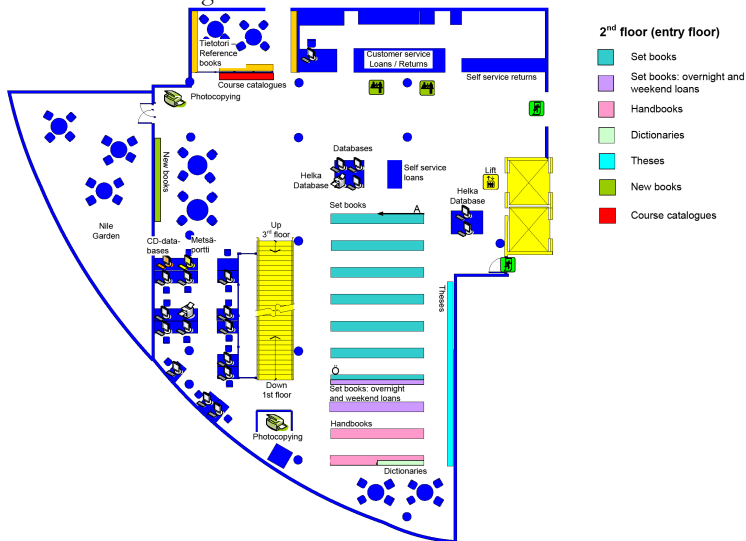 Tietotori –
Reference
books
Course catalogues
Customer service
Loans / Returns
Self service returns
Photocopying
New books
Nile
Garden
Databases
Helka
Database
Self service
loans
Lift
Helka
Database
Set books
A
CD-data-
bases
Metsä-
portti
Up
3rd floor
Down
1st floor
Theses
Ö
Set books: overnight
and weekend loans
Handbooks
Photocopying
Dictionaries
2nd floor (entry floor)
Set books
Set books: overnight and
weekend loans
Handbooks
Dictionaries
Theses
New books
Course catalogues